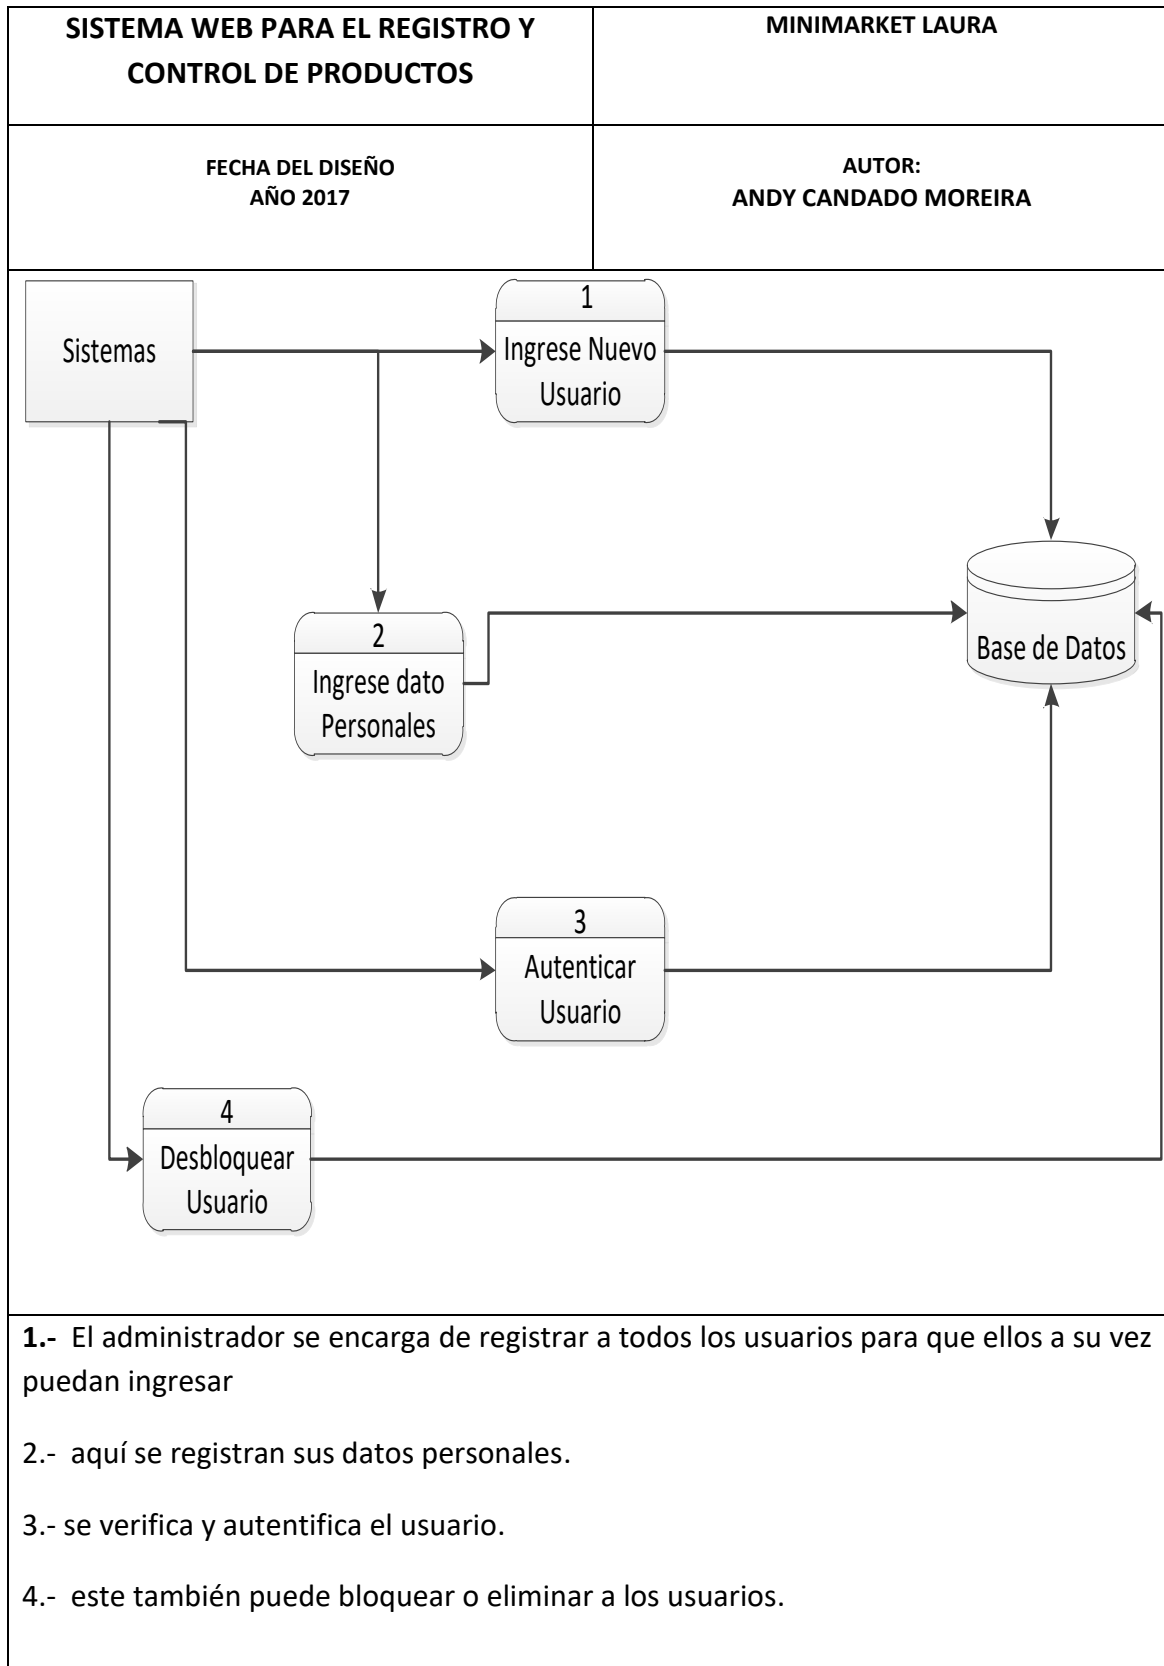 SISTEMA WEB PARA EL REGISTRO Y
CONTROL DE PRODUCTOS
MINIMARKET LAURA
FECHA DEL DISEÑO
AÑO 2017
AUTOR:
ANDY CANDADO MOREIRA
Sistemas
1
Ingrese Nuevo
Usuario
2
Ingrese dato
Personales
Base de Datos
3
Autenticar
Usuario
4
Desbloquear
Usuario
1.- El administrador se encarga de registrar a todos los usuarios para que ellos a su vez
puedan ingresar
2.- aquí se registran sus datos personales.
3.- se verifica y autentifica el usuario.
4.- este también puede bloquear o eliminar a los usuarios.